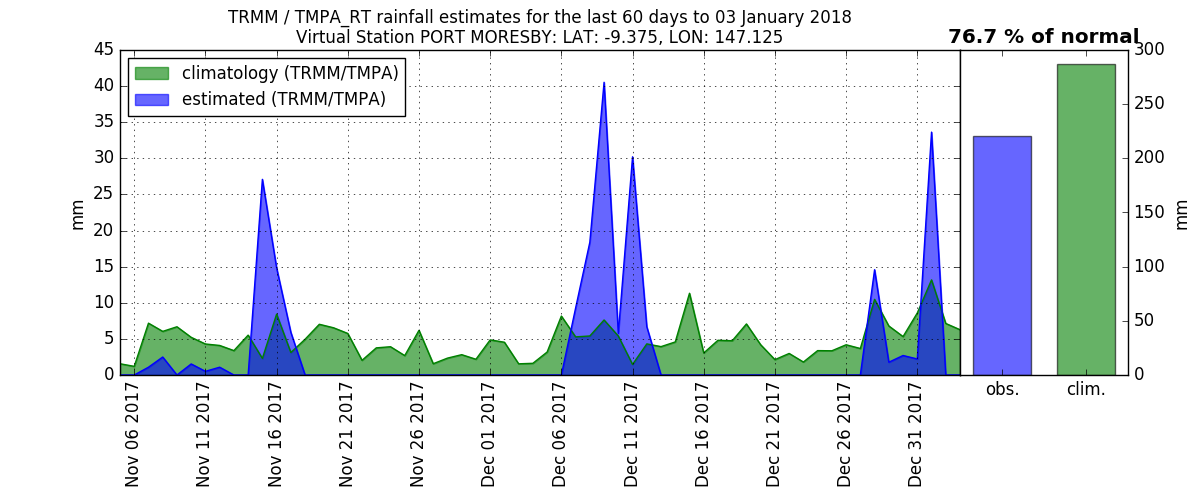 TRMM / TMPA_RT rainfall estimates for the last 60 days to 03 January 2018
Virtual Station PORT MORESBY: LAT: -9.375, LON: 147.125
76.7 % of normal
climatology (TRMM/TMPA)
estimated (TRMM/TMPA)
mm
45
40
35
30
25
20
15
10
5
0
Nov 06 2017
Nov 11 2017
Nov 16 2017
Nov 21 2017
Nov 26 2017
Dec 01 2017
Dec 06 2017
Dec 11 2017
Dec 16 2017
Dec 21 2017
Dec 26 2017
Dec 31 2017
obs.
clim.
300
250
200
150
100
50
0
mm